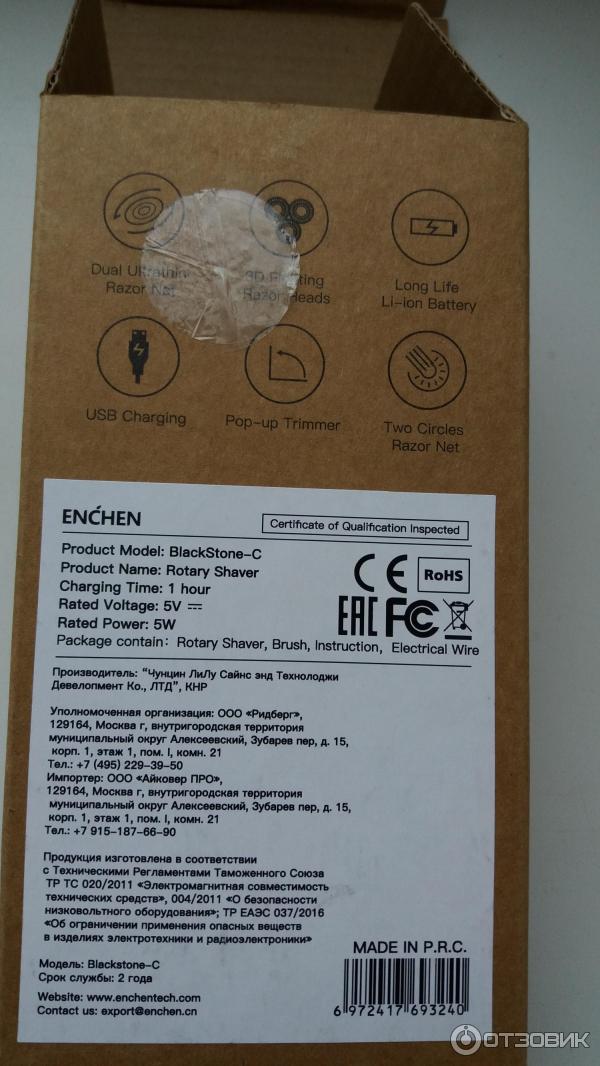 Dual Ultrathin
Razor Net
3D Floating
Razor Heads
Long Life
Li-ion Battery
USB Charging
Pop-up Trimmer
Two Circles
Razor Net
ENCHEN
Certificate of Qualification Inspected
Product Model: BlackStone-C
Product Name: Rotary Shaver
Charging Time: 1 hour
Rated Voltage: 5V ⎓
Rated Power: 5W
CE RoHS
EAC FC
Package contain: Rotary Shaver, Brush, Instruction, Electrical Wire
Производитель: "Чунцин ЛиЛу Сайнс энд Технолоджи
Девелопмент Ко., ЛТД", КНР
Уполномоченная организация: ООО «Ридберг»,
129164, Москва г, внутригородская территория
муниципальный округ Алексеевский, Зубарев пер, д. 15,
корп. 1, этаж 1, пом. I, комн. 21
Тел.: +7 (495) 229-39-50
Импортер: ООО «Айковер ПРО»,
129164, Москва г, внутригородская территория
муниципальный округ Алексеевский, Зубарев пер, д. 15,
корп. 1, этаж 1, пом. I, комн. 21
Тел.: +7 915-187-66-90
Продукция изготовлена в соответствии
с Техническими Регламентами Таможенного Союза
ТР ТС 020/2011 «Электромагнитная совместимость
технических средств», 004/2011 «О безопасности
низковольтного оборудования»; ТР ЕАЭС 037/2016
«Об ограничении применения опасных веществ
в изделиях электротехники и радиоэлектроники»
Модель: Blackstone-C
Срок службы: 2 года
Website: www.enchentech.com
Contact us: export@enchen.cn
MADE IN P.R.C.
6 972417 693240
ОТЗОВИК